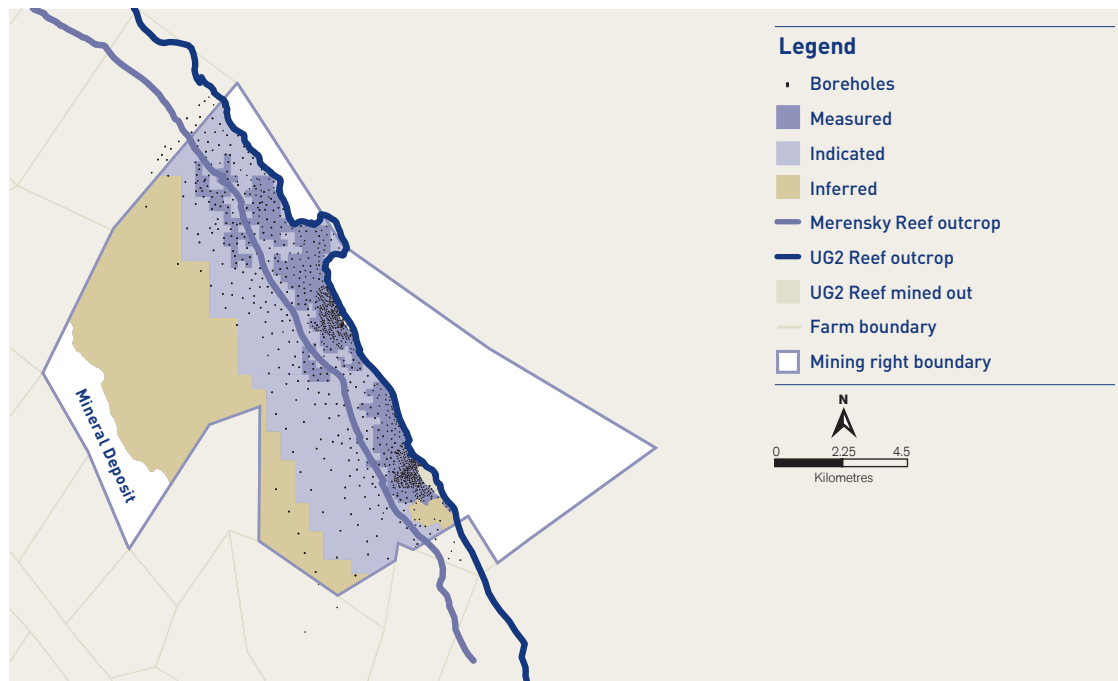 Legend
Boreholes
Measured
Indicated
Inferred
Merensky Reef outcrop
UG2 Reef outcrop
UG2 Reef mined out
Farm boundary
Mining right boundary
N
0 2.25 4.5
Kilometres
Mineral Deposit